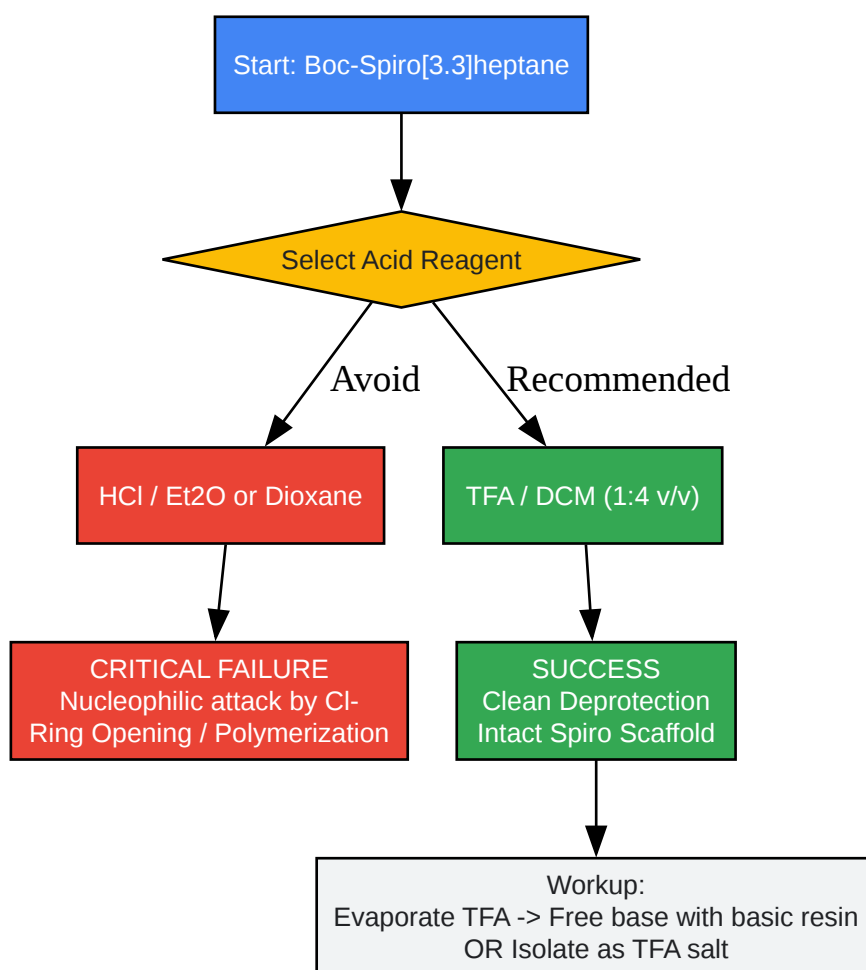 Start: Boc-Spiro[3.3]heptane
Select Acid Reagent
Avoid
Recommended
HCl / Et2O or Dioxane
TFA / DCM (1:4 v/v)
CRITICAL FAILURE
Nucleophilic attack by Cl-
Ring Opening / Polymerization
SUCCESS
Clean Deprotection
Intact Spiro Scaffold
Workup:
Evaporate TFA -> Free base with basic resin
OR Isolate as TFA salt